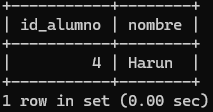 +-----------+--------+
| id_alumno | nombre |
+-----------+--------+
|         4 | Harun  |
+-----------+--------+
1 row in set (0.00 sec)